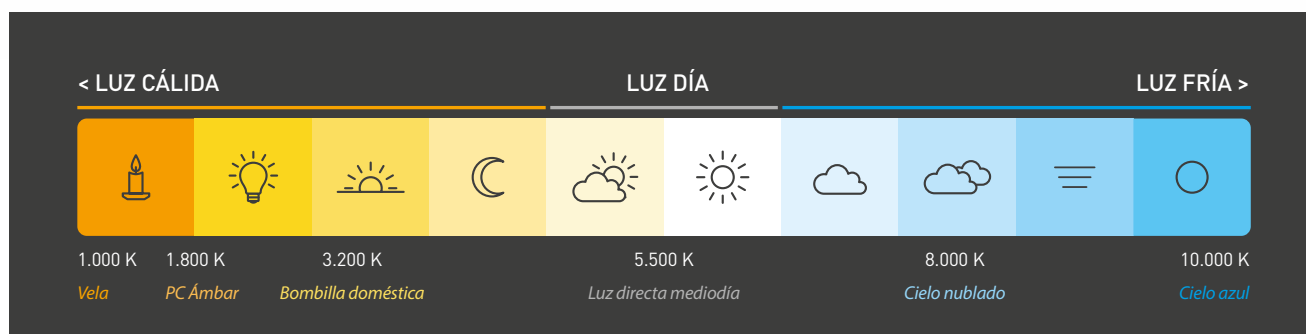 < LUZ CÁLIDA LUZ DÍA LUZ FRÍA >
1.000 K 1.800 K 3.200 K 5.500 K 8.000 K 10.000 K
Vela PC Ámbar Bombilla doméstica Luz directa mediodía Cielo nublado Cielo azul